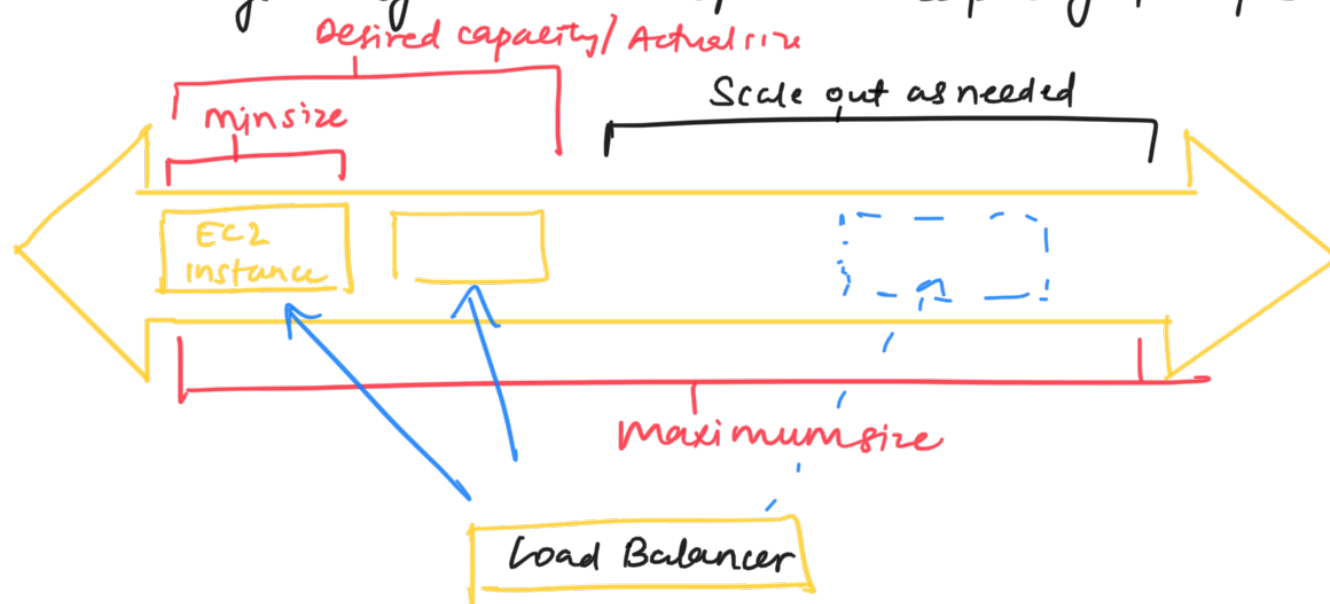 Desired capacity/Actual size
Scale out as needed
Min size
EC2
instance
Maximum size
Load Balancer